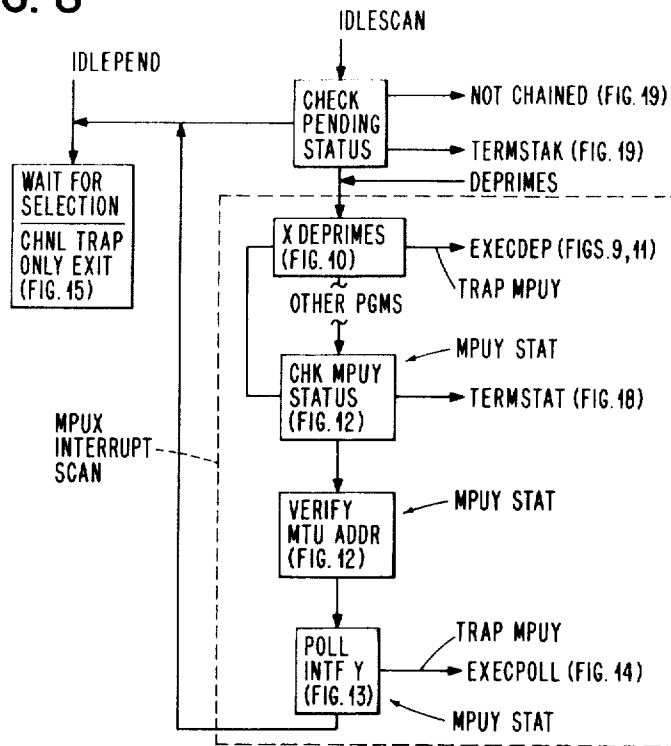 IDLESCAN
IDLEPEND
CHECK
PENDING
STATUS
NOT CHAINED (FIG. 19)
TERMSTAK (FIG. 19)
DEPRIMES
WAIT FOR
SELECTION
CHNL TRAP
ONLY EXIT
(FIG. 15)
X DEPRIMES
(FIG. 10)
EXECDEP (FIGS. 9, 11)
TRAP MPUY
OTHER PGMS
MPUY STAT
CHK MPUY
STATUS
(FIG. 12)
TERMSTAT (FIG. 18)
MPUX
INTERRUPT
SCAN
VERIFY
MTU ADDR
(FIG. 12)
MPUY STAT
POLL
INTF Y
(FIG. 13)
TRAP MPUY
EXECPOLL (FIG. 14)
MPUY STAT